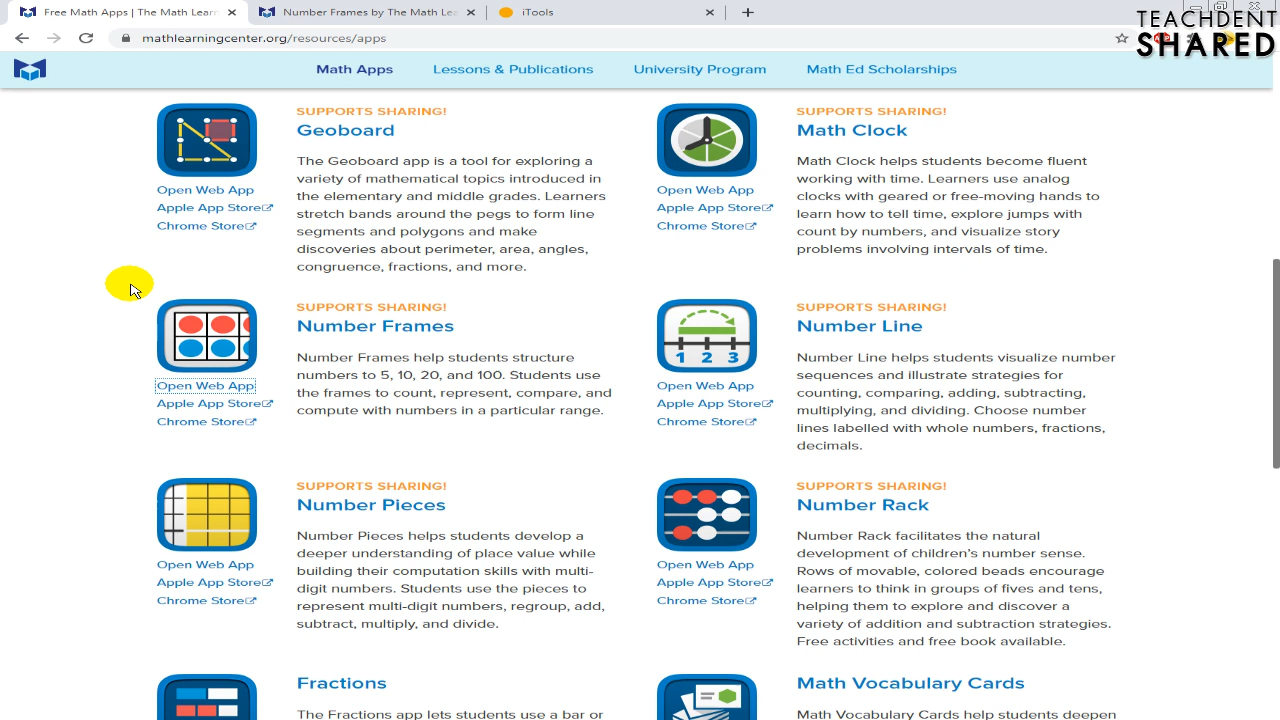 Free Math Apps | The Math Learn
Number Frames by The Math Lea
iTools
mathlearningcenter.org/resources/apps
TEACHDENT
SHARED
Math Apps
Lessons & Publications
University Program
Math Ed Scholarships
SUPPORTS SHARING!
Geoboard
The Geoboard app is a tool for exploring a
variety of mathematical topics introduced in
the elementary and middle grades. Learners
stretch bands around the pegs to form line
segments and polygons and make
discoveries about perimeter, area, angles,
congruence, fractions, and more.
Open Web App
Apple App Store
Chrome Store
SUPPORTS SHARING!
Math Clock
Math Clock helps students become fluent
working with time. Learners use analog
clocks with geared or free-moving hands to
learn how to tell time, explore jumps with
count by numbers, and visualize story
problems involving intervals of time.
Open Web App
Apple App Store
Chrome Store
SUPPORTS SHARING!
Number Frames
Number Frames help students structure
numbers to 5, 10, 20, and 100. Students use
the frames to count, represent, compare, and
compute with numbers in a particular range.
Open Web App
Apple App Store
Chrome Store
1 2 3
SUPPORTS SHARING!
Number Line
Number Line helps students visualize number
sequences and illustrate strategies for
counting, comparing, adding, subtracting,
multiplying, and dividing. Choose number
lines labelled with whole numbers, fractions,
decimals.
Open Web App
Apple App Store
Chrome Store
SUPPORTS SHARING!
Number Pieces
Number Pieces helps students develop a
deeper understanding of place value while
building their computation skills with multi-
digit numbers. Students use the pieces to
represent multi-digit numbers, regroup, add,
subtract, multiply, and divide.
Open Web App
Apple App Store
Chrome Store
SUPPORTS SHARING!
Number Rack
Number Rack facilitates the natural
development of children's number sense.
Rows of movable, colored beads encourage
learners to think in groups of fives and tens,
helping them to explore and discover a
variety of addition and subtraction strategies.
Free activities and free book available.
Open Web App
Apple App Store
Chrome Store
Fractions
The Fractions app lets students use a bar or
Math Vocabulary Cards
Math Vocabulary Cards help students deepen